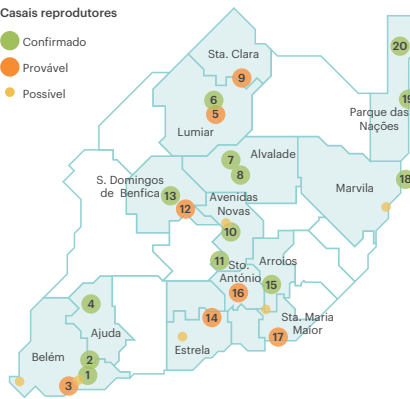 Casais reprodutores
Confirmado
Provável
Possível
20
Sta. Clara
9
6
5
19
Parque das
Nações
Lumiar
7
8
Alvalade
18
Marvila
S. Domingos
de Benfica
13
12
Avenidas
Novas
10
11
Sto.
António
Arroios
16
15
4
14
Sta. Maria
Maior
17
Ajuda
Estrela
Belém
2
1
3